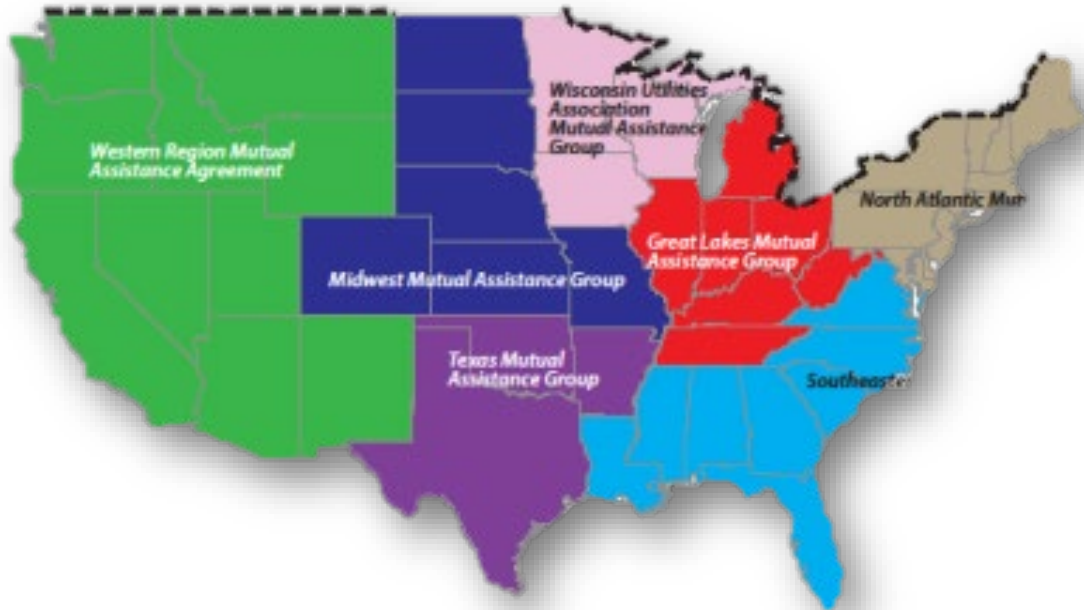 Wisconsin Utilities
Association
Mutual Assistance
Group
Western Region Mutual
Assistance Agreement
North Atlantic Mu
Great Lakes Mutual
Assistance Group
Midwest Mutual Assistance Group
Texas Mutual
Assistance Group
Southeaste